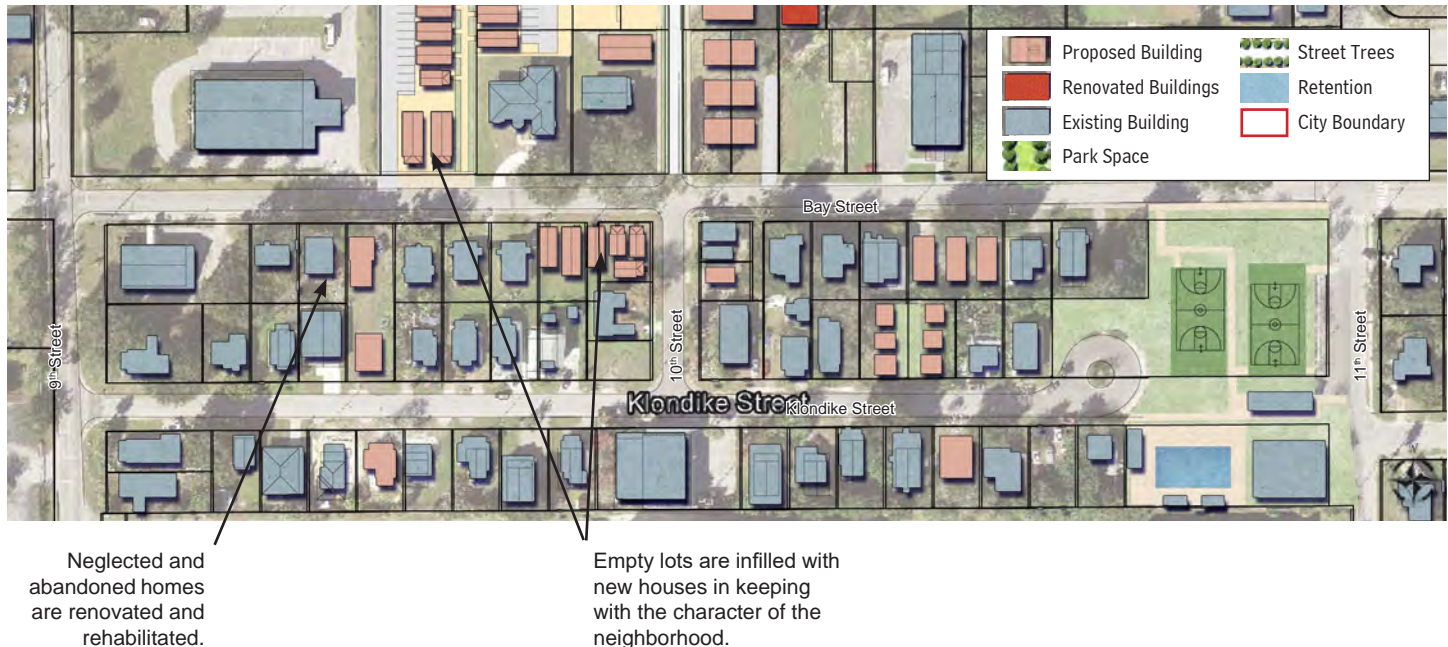 Proposed Building
Renovated Buildings
Existing Building
Park Space
Street Trees
Retention
City Boundary
Bay Street
9th Street
10th Street
11th Street
Klondike Street
Klondike Street
N
Neglected and
abandoned homes
are renovated and
rehabilitated.
Empty lots are infilled with
new houses in keeping
with the character of the
neighborhood.